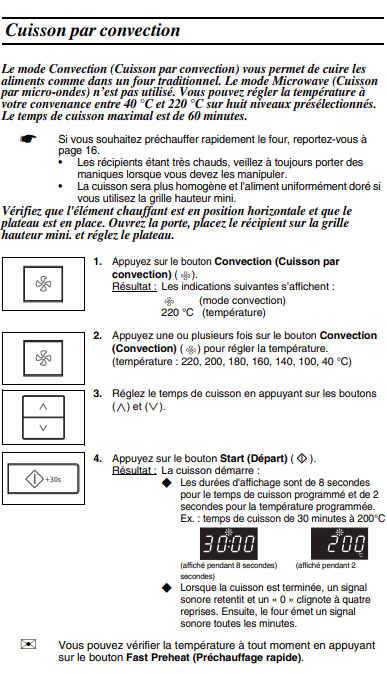 Cuisson par convection
Le mode Convection (Cuisson par convection) vous permet de cuire les
aliments comme dans un four traditionnel. Le mode Microwave (Cuisson
par micro-ondes) n'est pas utilisé. Vous pouvez régler la température à
votre convenance entre 40 °C et 220 °C sur huit niveaux présélectionnés.
Le temps de cuisson maximal est de 60 minutes.
☛ Si vous souhaitez préchauffer rapidement le four, reportez-vous à
page 16.
• Les récipients étant très chauds, veillez à toujours porter des
maniques lorsque vous devez les manipuler.
• La cuisson sera plus homogène et l'aliment uniformément doré si
vous utilisez la grille hauteur mini.
Vérifiez que l'élément chauffant est en position horizontale et que le
plateau est en place. Ouvrez la porte, placez le récipient sur la grille
hauteur mini. et réglez le plateau.
1. Appuyez sur le bouton Convection (Cuisson par
convection) ( ).
Résultat : Les indications suivantes s'affichent :
(mode convection)
220 °C (température)
2. Appuyez une ou plusieurs fois sur le bouton Convection
(Convection) ( ) pour régler la température.
(température : 220, 200, 180, 160, 140, 100, 40 °C)
3. Réglez le temps de cuisson en appuyant sur les boutons
( ) et ( ).
+30s
4. Appuyez sur le bouton Start (Départ) ( ).
Résultat : La cuisson démarre :
◆ Les durées d'affichage sont de 8 secondes
pour le temps de cuisson programmé et de 2
secondes pour la température programmée.
Ex. : temps de cuisson de 30 minutes à 200°C
30:00 200 °C
(affiché pendant 8 secondes) (affiché pendant 2
secondes)
◆ Lorsque la cuisson est terminée, un signal
sonore retentit et un « 0 » clignote à quatre
reprises. Ensuite, le four émet un signal
sonore toutes les minutes.
Vous pouvez vérifier la température à tout moment en appuyant
sur le bouton Fast Preheat (Préchauffage rapide).